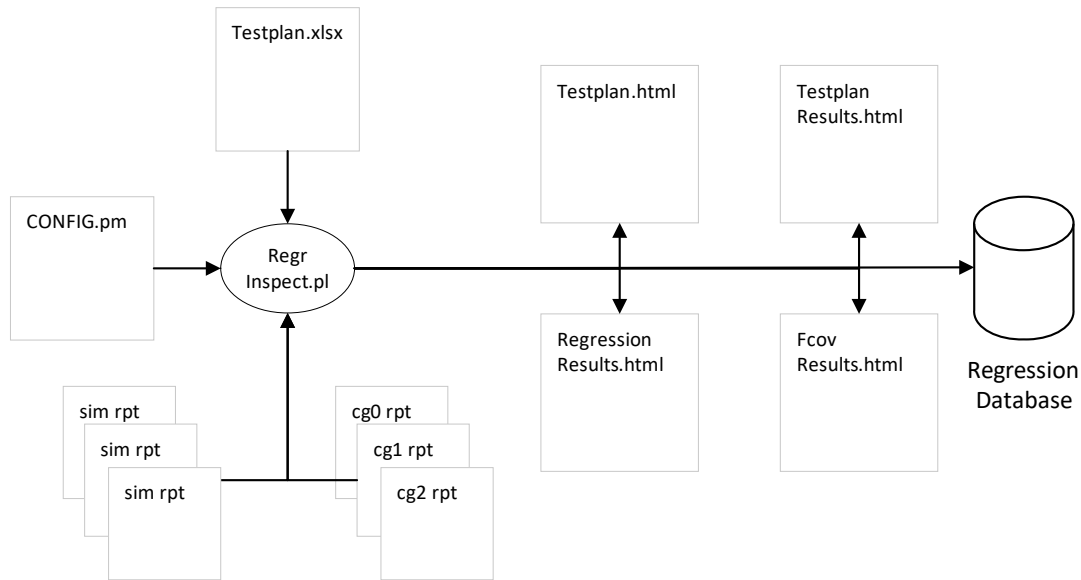 Testplan.xlsx
Testplan.html
Testplan
Results.html
CONFIG.pm
Regr
Inspect.pl
Regression
Results.html
Fcov
Results.html
Regression
Database
sim rpt
sim rpt
sim rpt
cg0 rpt
cg1 rpt
cg2 rpt